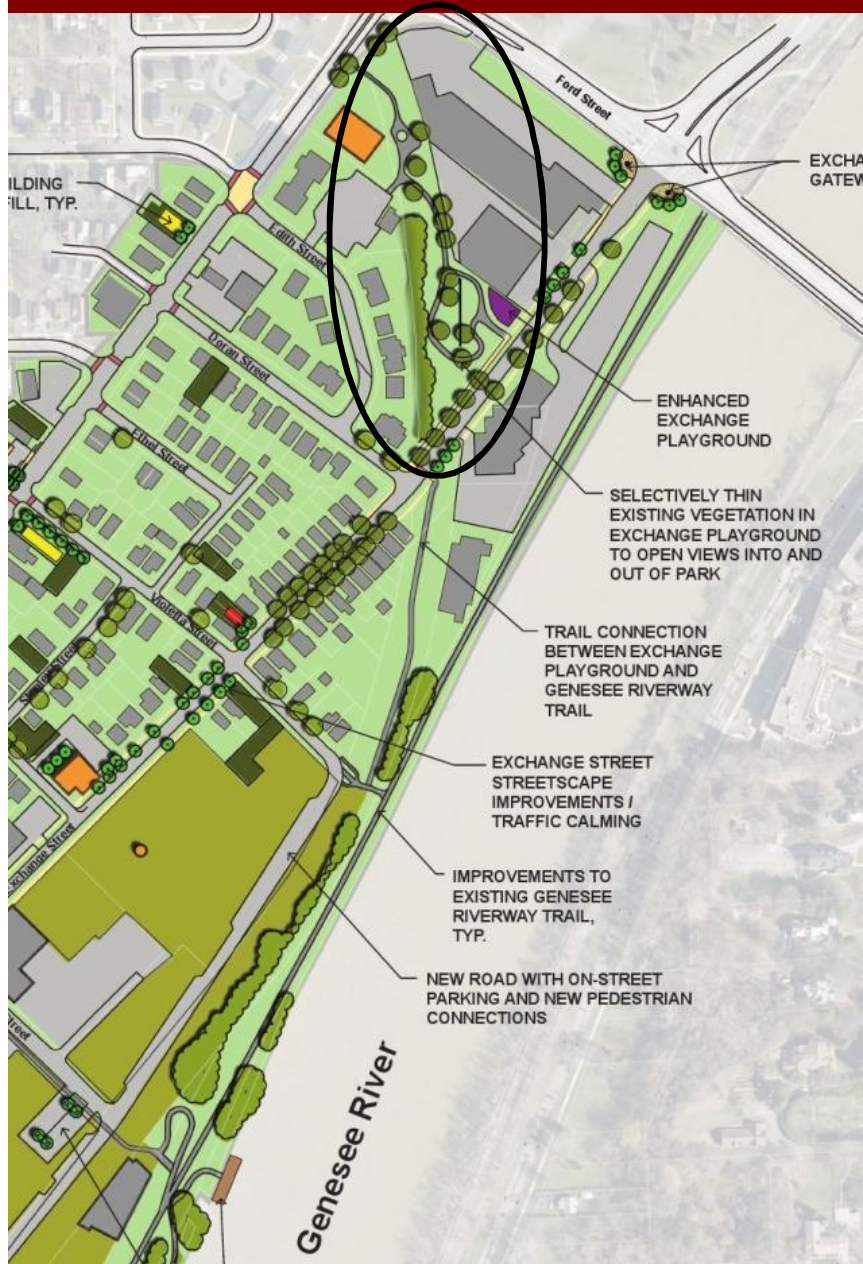 Ford Street
EXCHA
GATEW
ILDING
FILL, TYP.
Edith Street
Doran Street
Ethel Street
ENHANCED
EXCHANGE
PLAYGROUND
SELECTIVELY THIN
EXISTING VEGETATION IN
EXCHANGE PLAYGROUND
TO OPEN VIEWS INTO AND
OUT OF PARK
Violetta Street
TRAIL CONNECTION
BETWEEN EXCHANGE
PLAYGROUND AND
GENESEE RIVERWAY
TRAIL
EXCHANGE STREET
STREETSCAPE
IMPROVEMENTS /
TRAFFIC CALMING
Exchange Street
IMPROVEMENTS TO
EXISTING GENESEE
RIVERWAY TRAIL,
TYP.
NEW ROAD WITH ON-STREET
PARKING AND NEW PEDESTRIAN
CONNECTIONS
Street
Genesee River